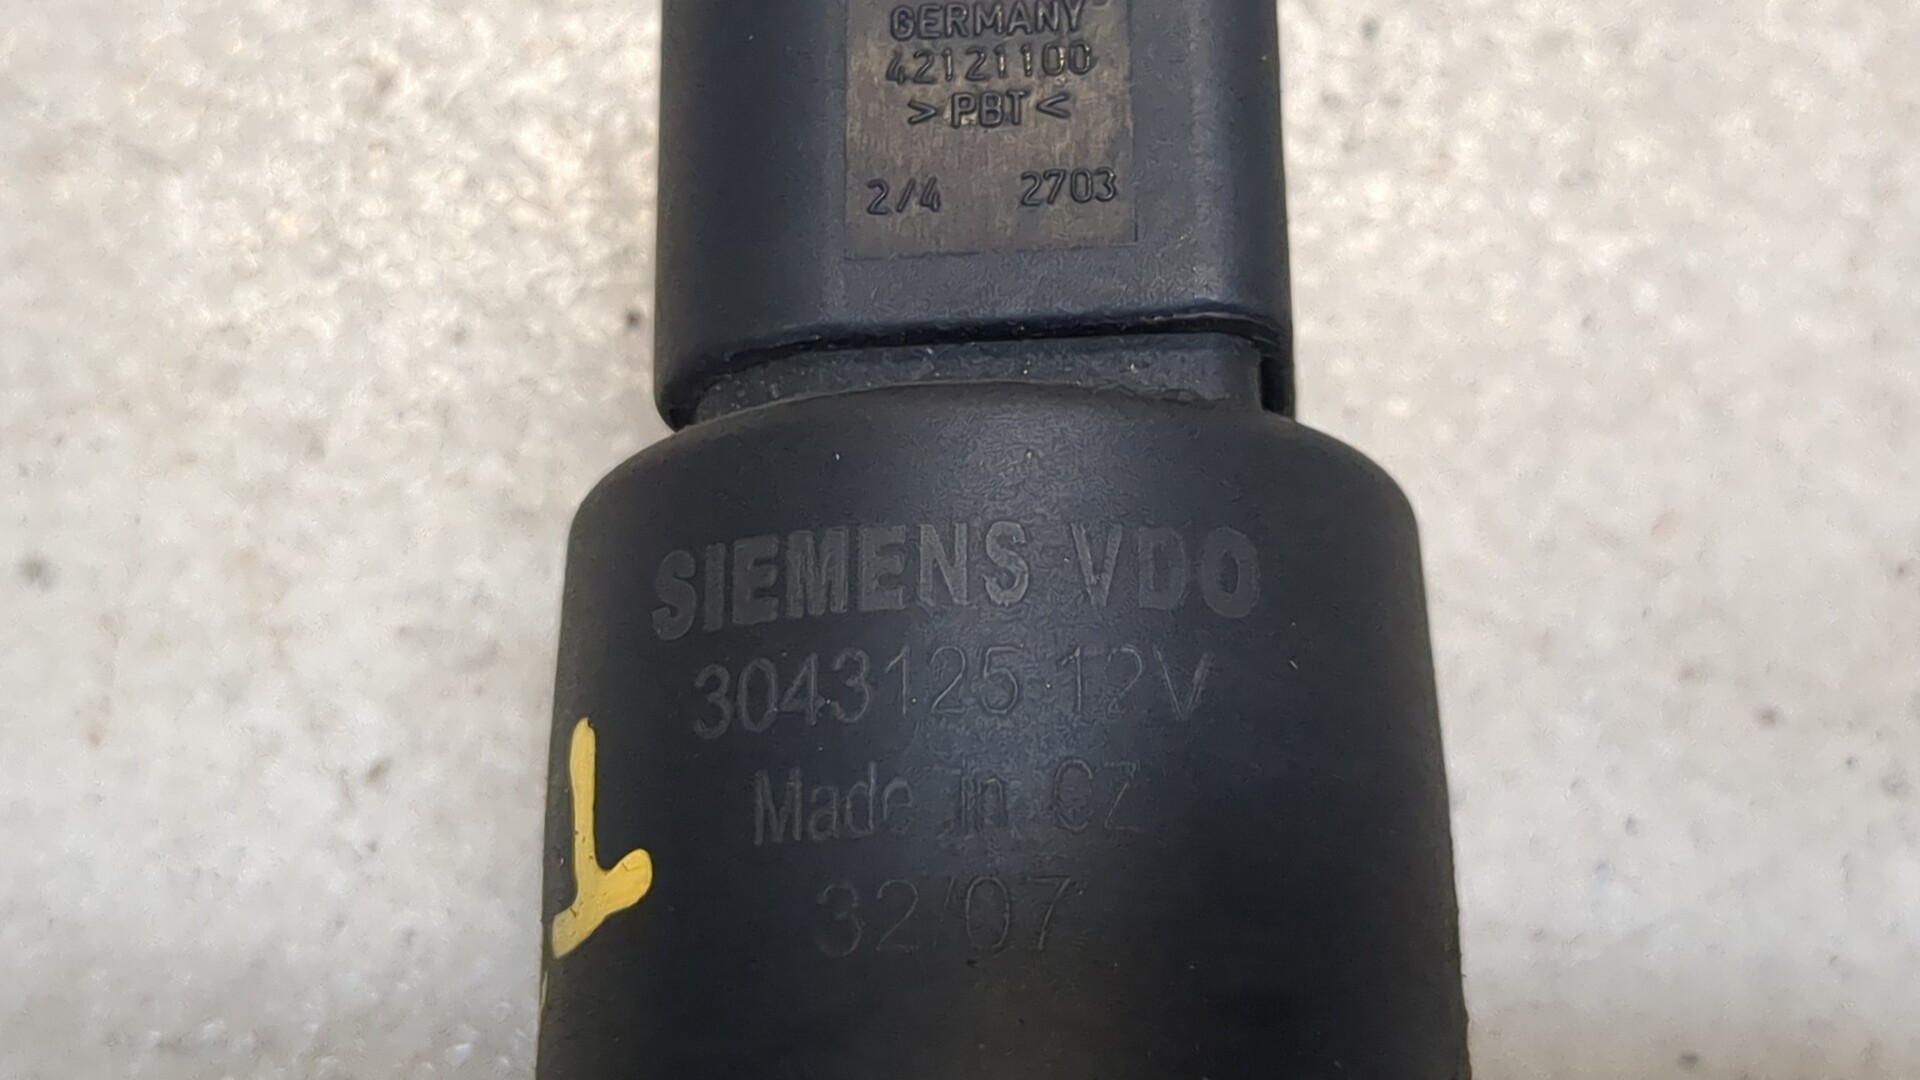 GERMANY
42121100
>PBT<
2/4 2703
SIEMENS VDO
3043125 12V
Made in CZ
32/07